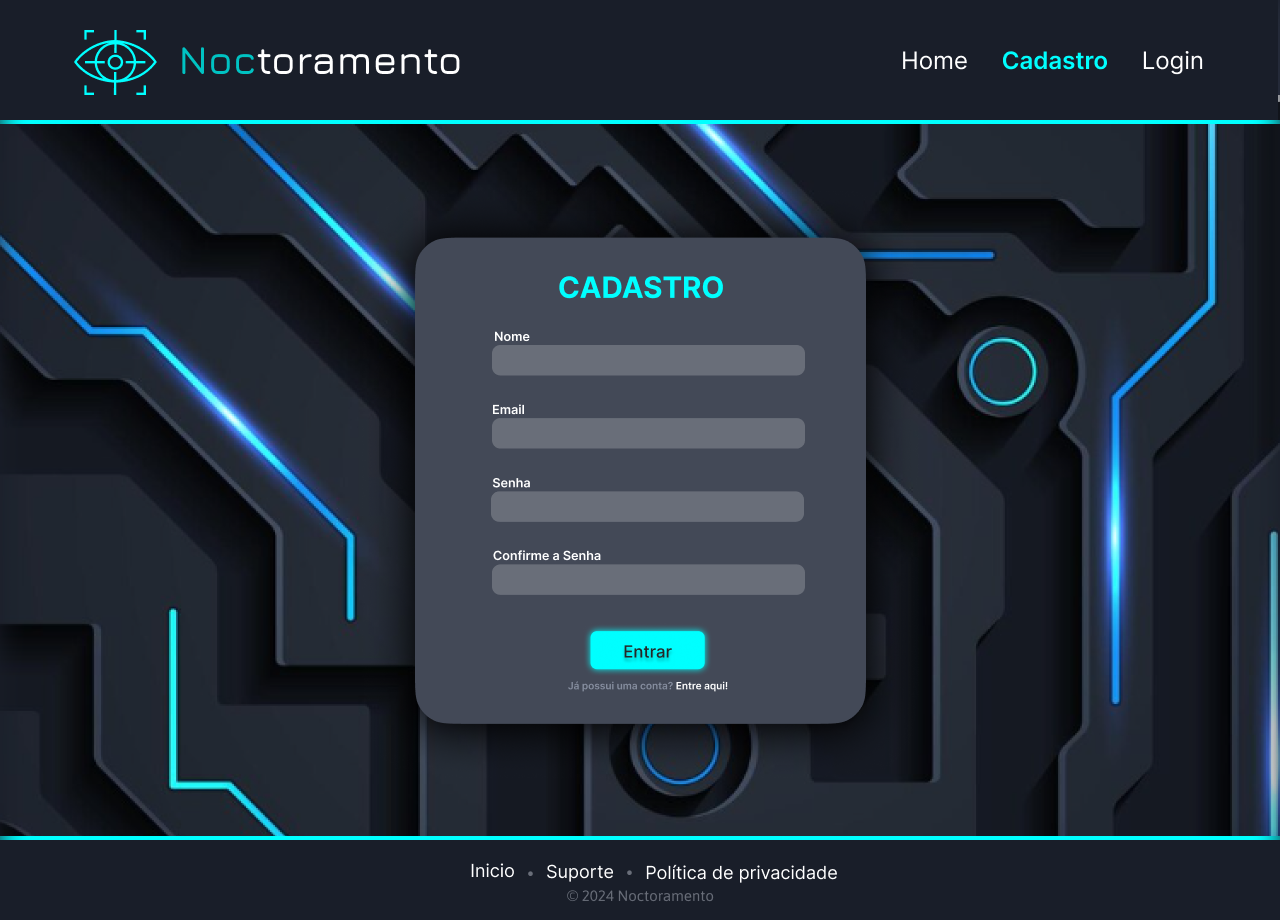 Noctoramento
Home Cadastro Login
CADASTRO
Nome
Email
Senha
Confirme a Senha
Entrar
Já possui uma conta? Entre aqui!
Inicio • Suporte • Política de privacidade
© 2024 Noctoramento